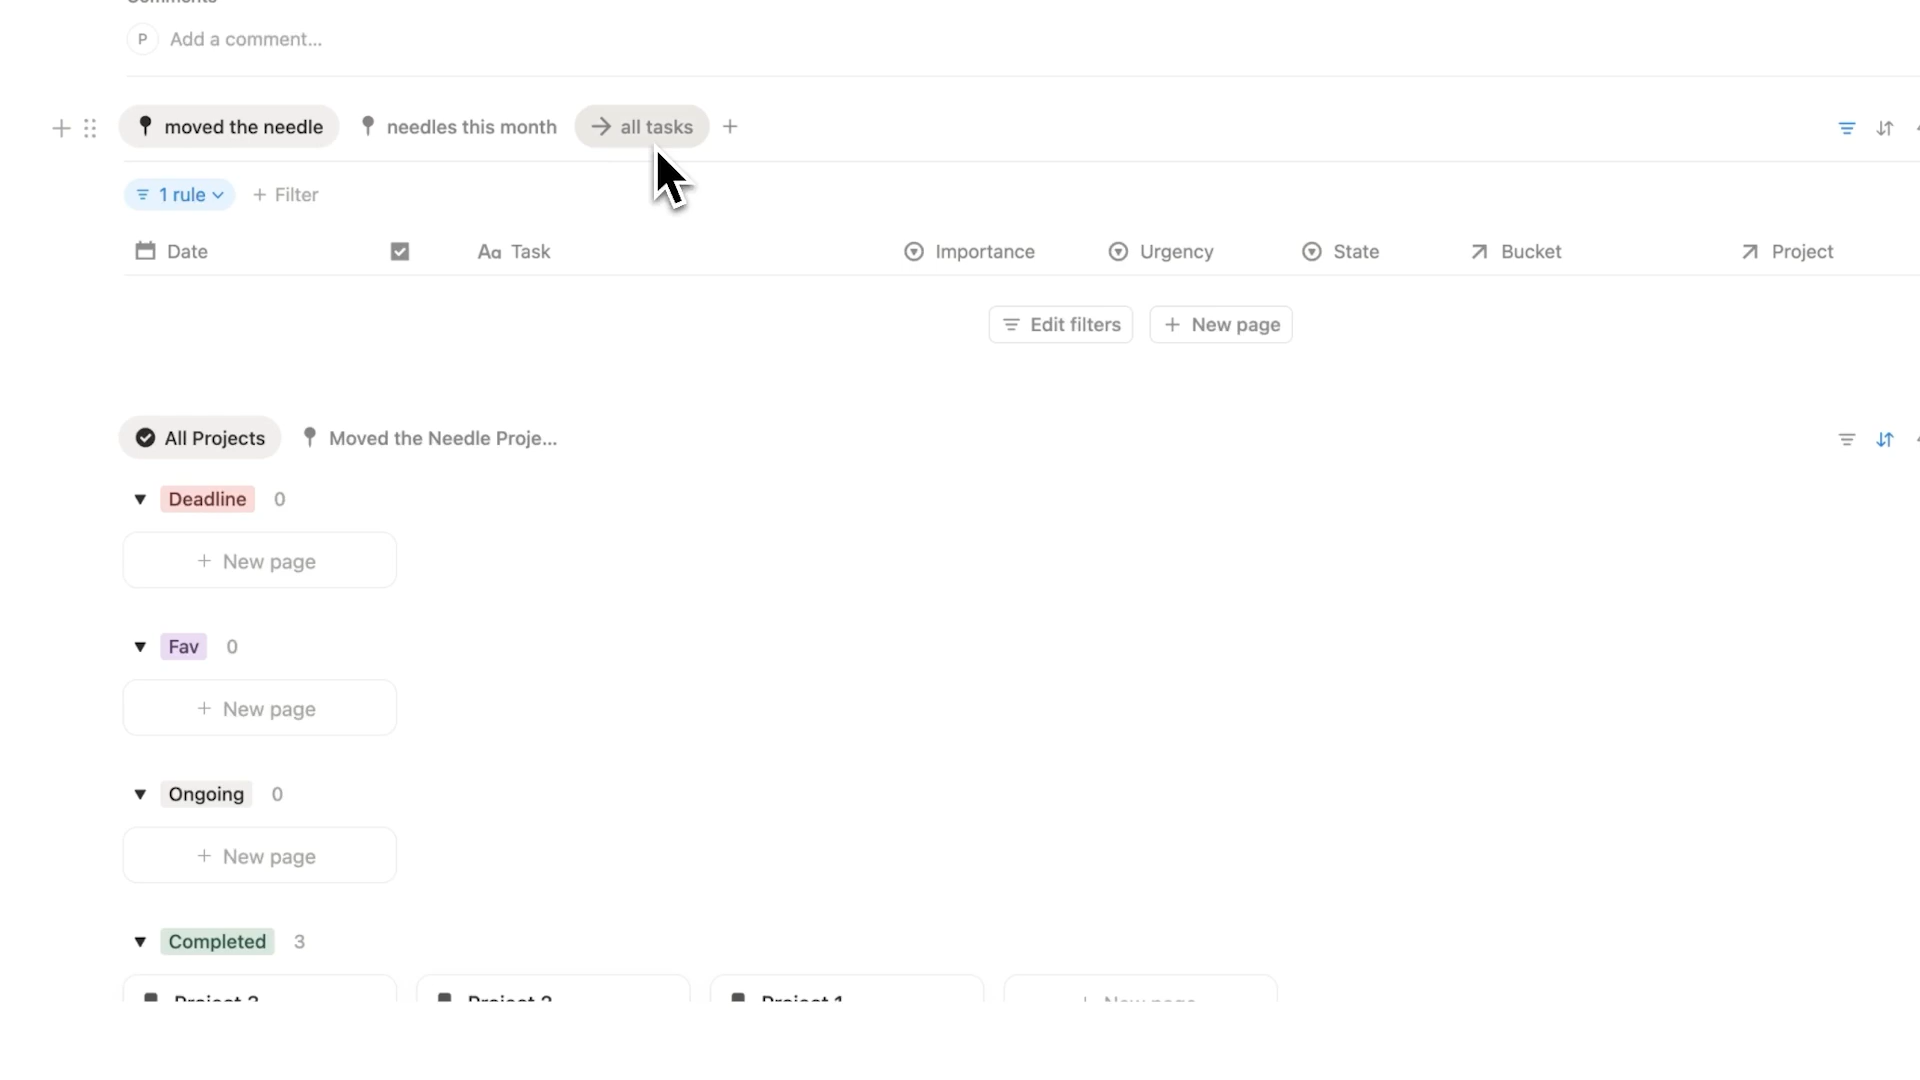 Comments
P Add a comment...
moved the needle needles this month all tasks
1 rule Filter
Date Aa Task Importance Urgency State Bucket Project
Edit filters New page
All Projects Moved the Needle Proje...
Deadline 0
New page
Fav 0
New page
Ongoing 0
New page
Completed 3
Project 3 Project 2 Project 1 New page